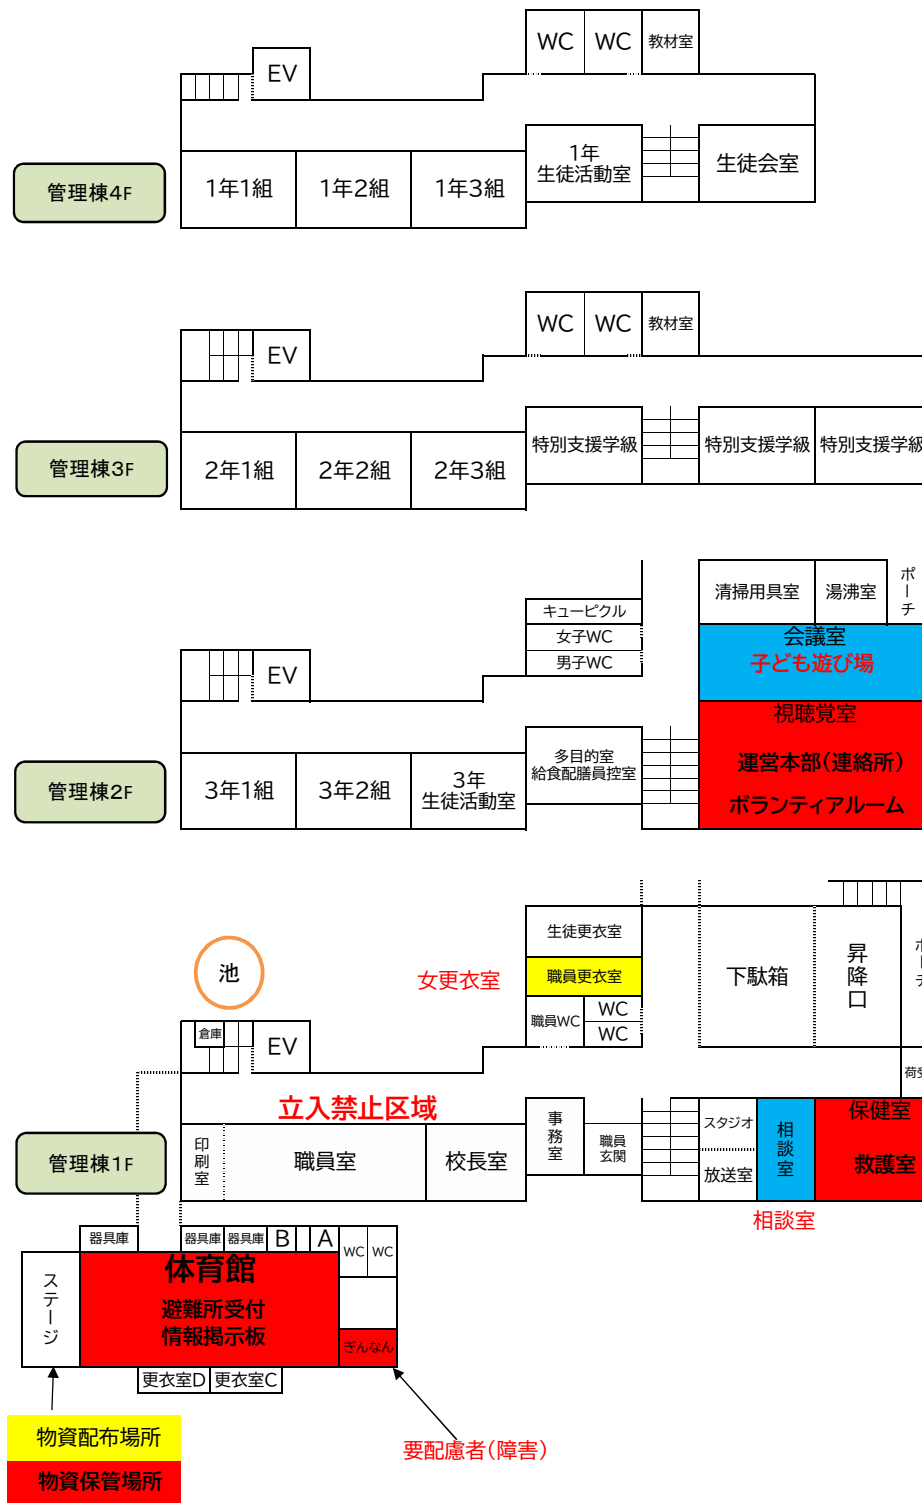 WC WC 教材室
EV
管理棟4F
1年1組 1年2組 1年3組
1年
生徒活動室
生徒会室
WC WC 教材室
EV
管理棟3F
2年1組 2年2組 2年3組
特別支援学級 特別支援学級 特別支援学級
清掃用具室 湯沸室 ポーチ
キュービクル
女子WC
男子WC
会議室
子ども遊び場
EV
視聴覚室
運営本部(連絡所)
ボランティアルーム
管理棟2F
3年1組 3年2組
3年
生徒活動室
多目的室
給食配膳員控室
池
女更衣室
生徒更衣室
職員更衣室
職員WC
WC
WC
下駄箱
昇降口
ポーチ
倉庫
EV
立入禁止区域
管理棟1F
印刷室
職員室
校長室
事務室
職員
玄関
スタジオ
放送室
相談室
保健室
救護室
相談室
器具庫 器具庫 器具庫 B A WC WC
ステージ
体育館
避難所受付
情報掲示板
ぎんなん
更衣室D 更衣室C
物資配布場所
物資保管場所
要配慮者(障害)